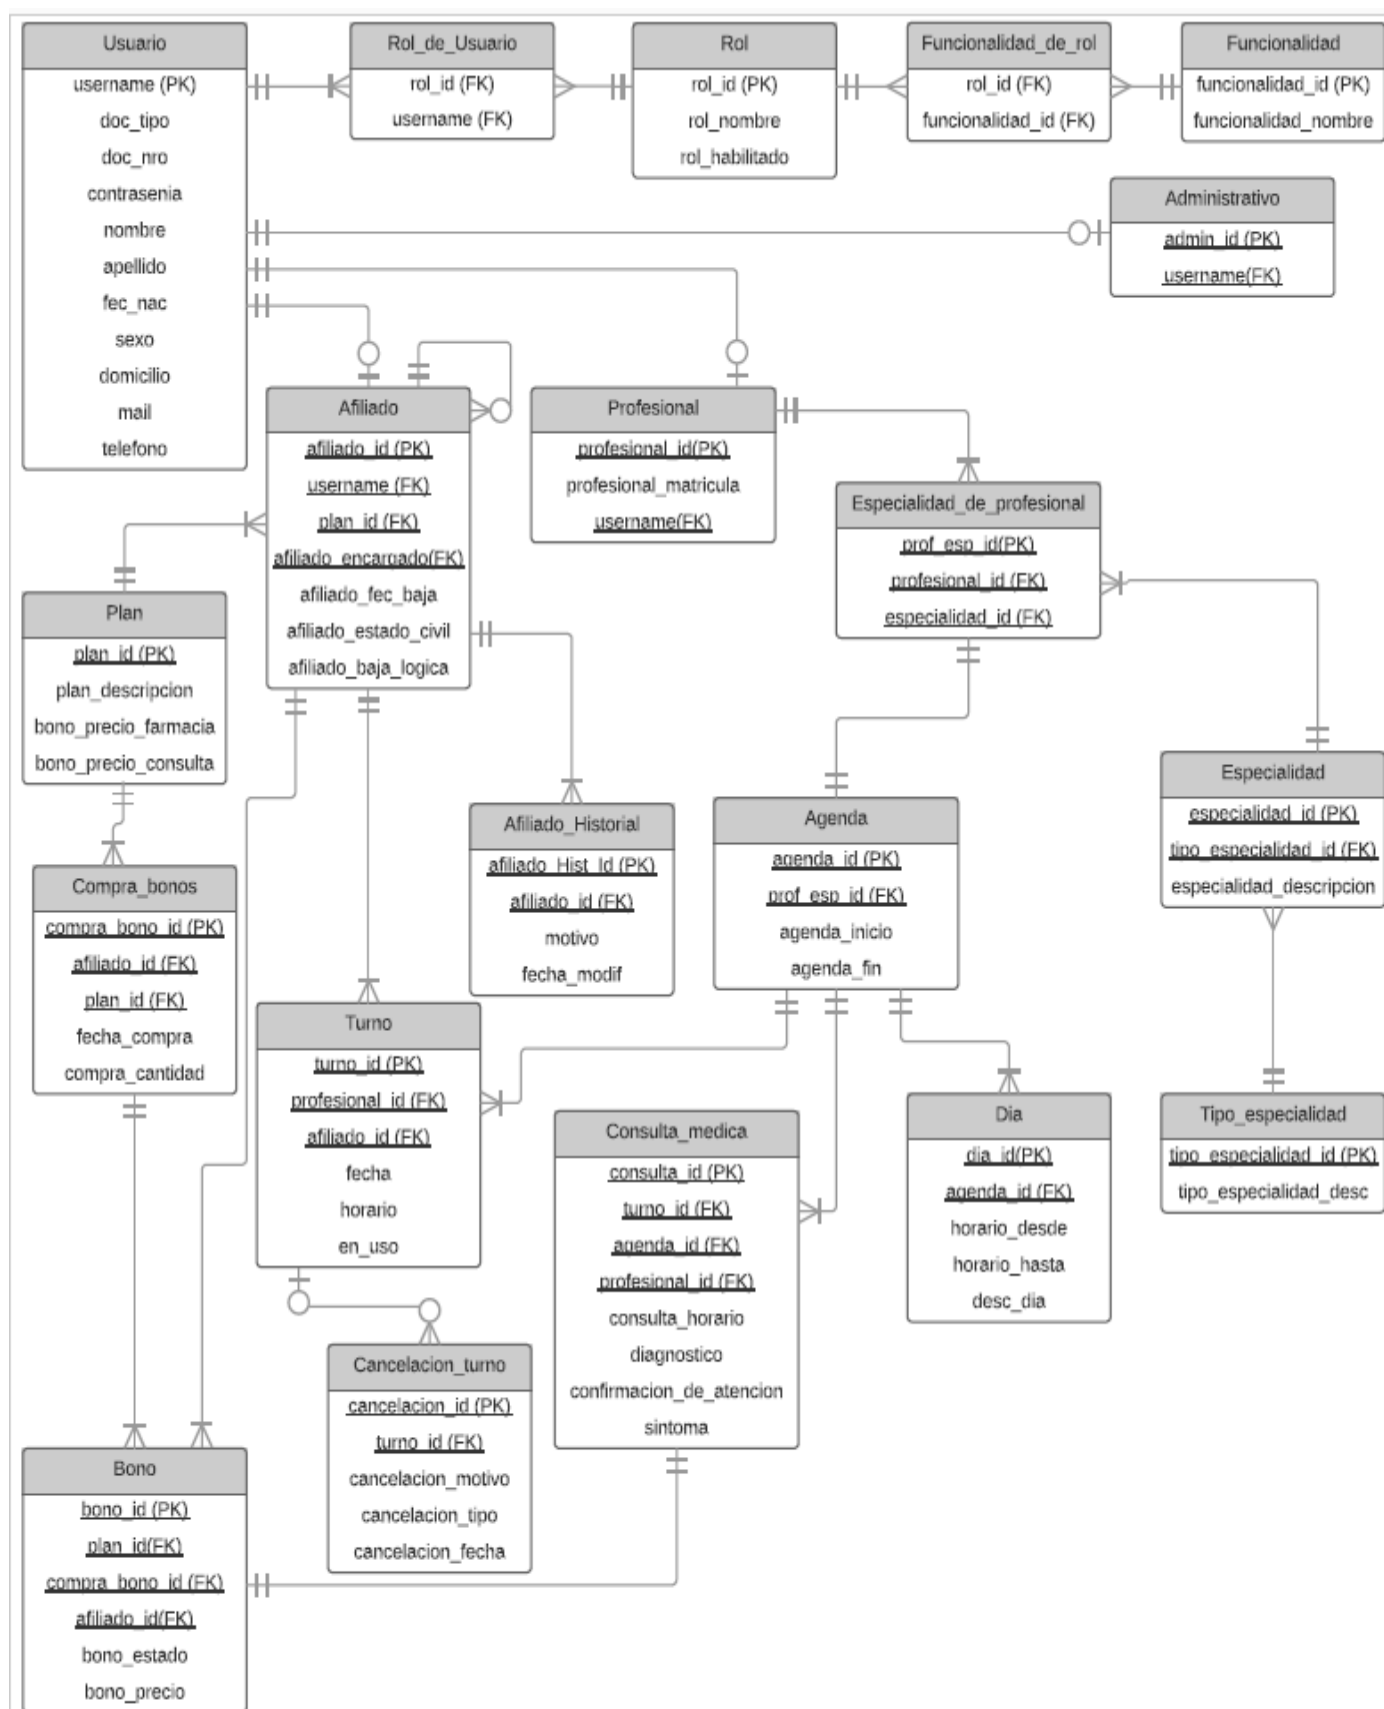 Usuario
username (PK)
doc_tipo
doc_nro
contrasenia
nombre
apellido
fec_nac
sexo
domicilio
mail
telefono
Rol_de_Usuario
rol_id (FK)
username (FK)
Rol
rol_id (PK)
rol_nombre
rol_habilitado
Funcionalidad_de_rol
rol_id (FK)
funcionalidad_id (FK)
Funcionalidad
funcionalidad_id (PK)
funcionalidad_nombre
Administrativo
admin_id (PK)
username(FK)
Afiliado
afiliado_id (PK)
username (FK)
plan_id (FK)
afiliado_encargado(FK)
afiliado_fec_baja
afiliado_estado_civil
afiliado_baja_logica
Profesional
profesional_id(PK)
profesional_matricula
username(FK)
Especialidad_de_profesional
prof_esp_id(PK)
profesional_id (FK)
especialidad_id (FK)
Plan
plan_id (PK)
plan_descripcion
bono_precio_farmacia
bono_precio_consulta
Especialidad
especialidad_id (PK)
tipo_especialidad_id (FK)
especialidad_descripcion
Afiliado_Historial
afiliado_Hist_Id (PK)
afiliado_id (FK)
motivo
fecha_modif
Agenda
agenda_id (PK)
prof_esp_id (FK)
agenda_inicio
agenda_fin
Compra_bonos
compra_bono_id (PK)
afiliado_id (FK)
plan_id (FK)
fecha_compra
compra_cantidad
Turno
turno_id (PK)
profesional_id (FK)
afiliado_id (FK)
fecha
horario
en_uso
Consulta_medica
consulta_id (PK)
turno_id (FK)
agenda_id (FK)
profesional_id (FK)
consulta_horario
diagnostico
confirmacion_de_atencion
sintoma
Dia
dia_id(PK)
agenda_id (FK)
horario_desde
horario_hasta
desc_dia
Tipo_especialidad
tipo_especialidad_id (PK)
tipo_especialidad_desc
Cancelacion_turno
cancelacion_id (PK)
turno_id (FK)
cancelacion_motivo
cancelacion_tipo
cancelacion_fecha
Bono
bono_id (PK)
plan_id(FK)
compra_bono_id (FK)
afiliado_id(FK)
bono_estado
bono_precio